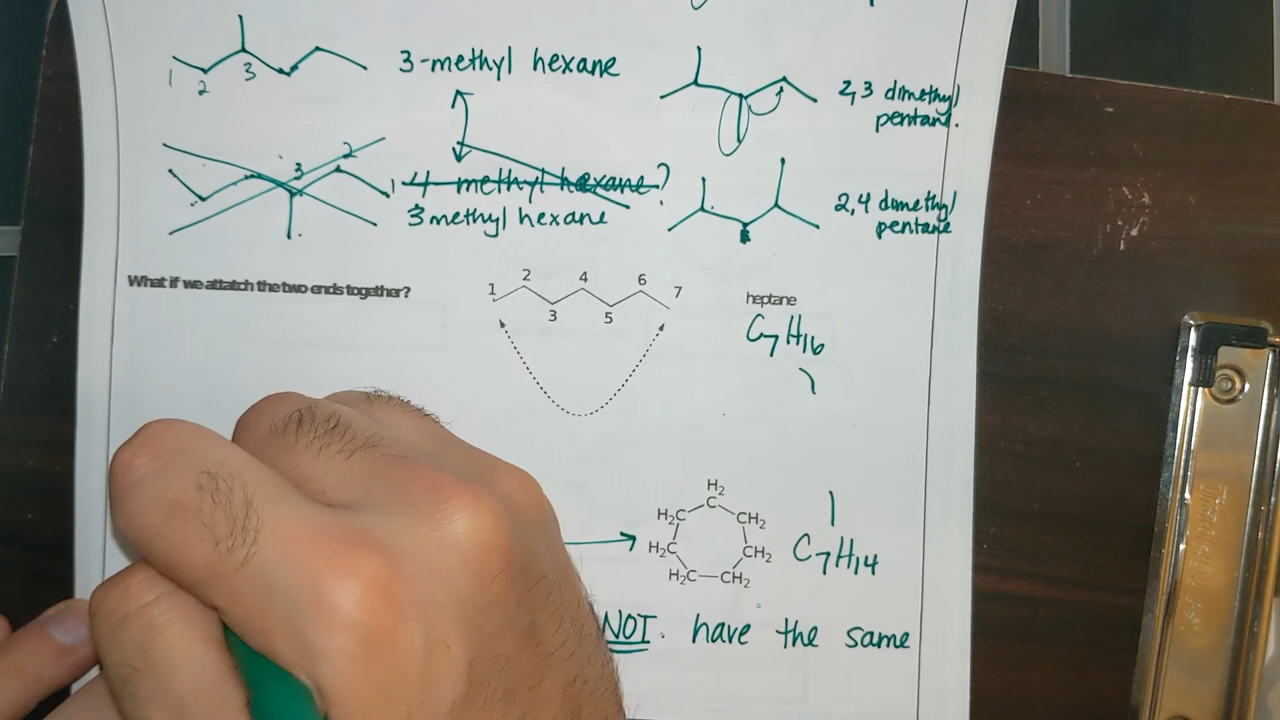 3-methyl hexane
1 2 3
2,3 dimethyl
pentane.
2
3
1
4 methyl hexane?
3 methyl hexane
2,4 dimethyl
pentane
What if we attatch the two ends together?
1 2 3 4 5 6 7
heptane
C7H16
H2
C
H2C CH2
H2C CH2
H2C CH2
C7H14
NOT. have the same